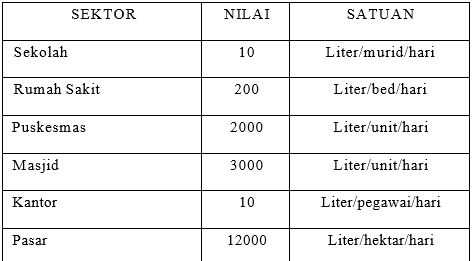 SEKTOR NILAI SATUAN
Sekolah 10 Liter/murid/hari
Rumah Sakit 200 Liter/bed/hari
Puskesmas 2000 Liter/unit/hari
Masjid 3000 Liter/unit/hari
Kantor 10 Liter/pegawai/hari
Pasar 12000 Liter/hektar/hari